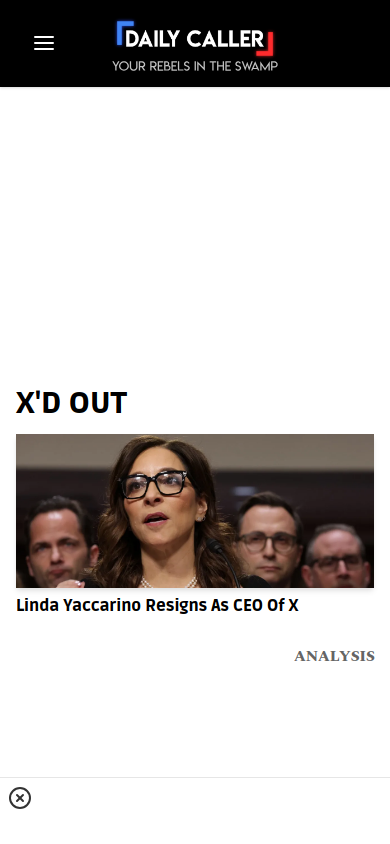 DAILY CALLER
YOUR REBELS IN THE SWAMP
X'D OUT
Linda Yaccarino Resigns As CEO Of X
ANALYSIS